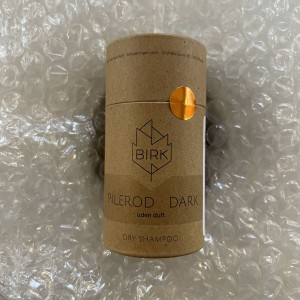 BIRK
PILEROD DARK
uden duft
DRY SHAMPOO